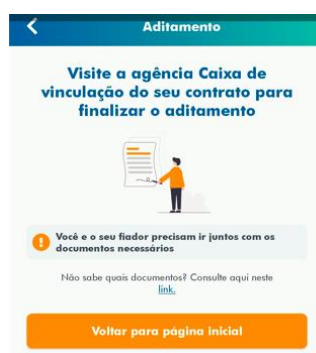 Aditamento
Visite a agência Caixa de
vinculação do seu contrato para
finalizar o aditamento
Você e o seu fiador precisam ir juntos com os
documentos necessários
Não sabe quais documentos? Consulte aqui neste
link.
Voltar para página inicial